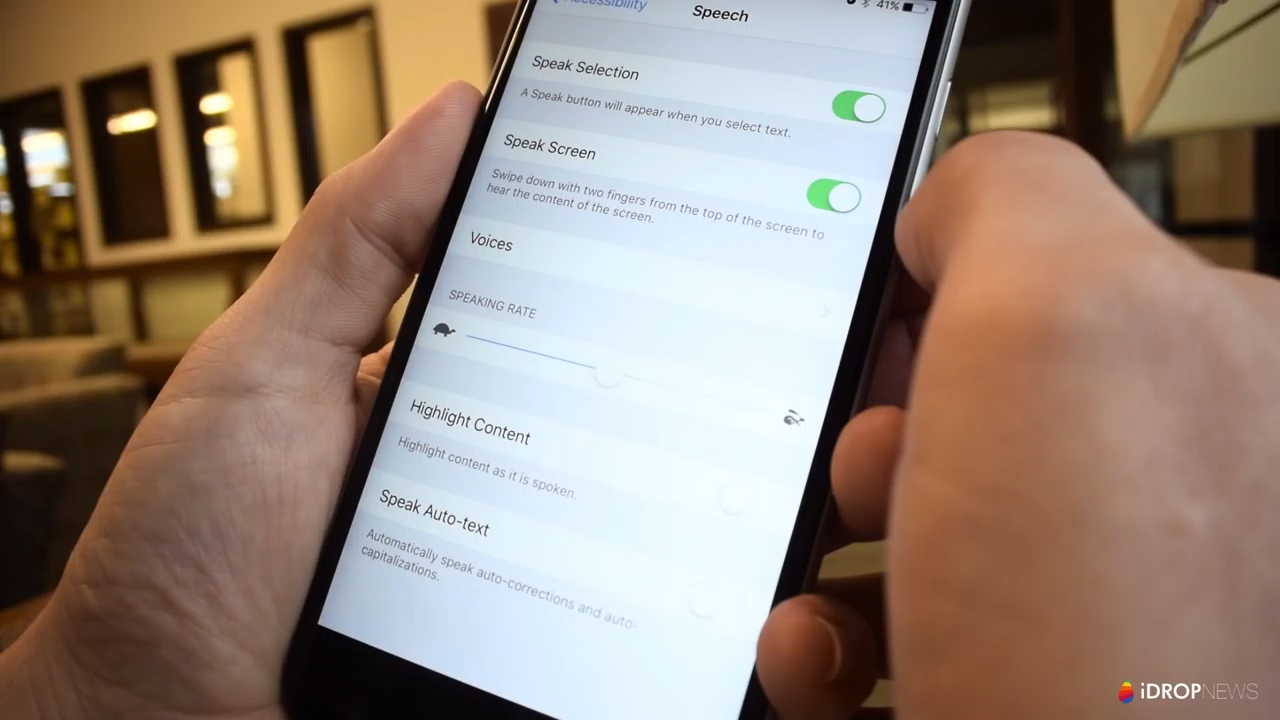 Accessibility
Speech
41%
Speak Selection
A Speak button will appear when you select text.
Speak Screen
Swipe down with two fingers from the top of the screen to
hear the content of the screen.
Voices
SPEAKING RATE
Highlight Content
Highlight content as it is spoken.
Speak Auto-text
Automatically speak auto-corrections and auto-
capitalizations.
iDROPNEWS